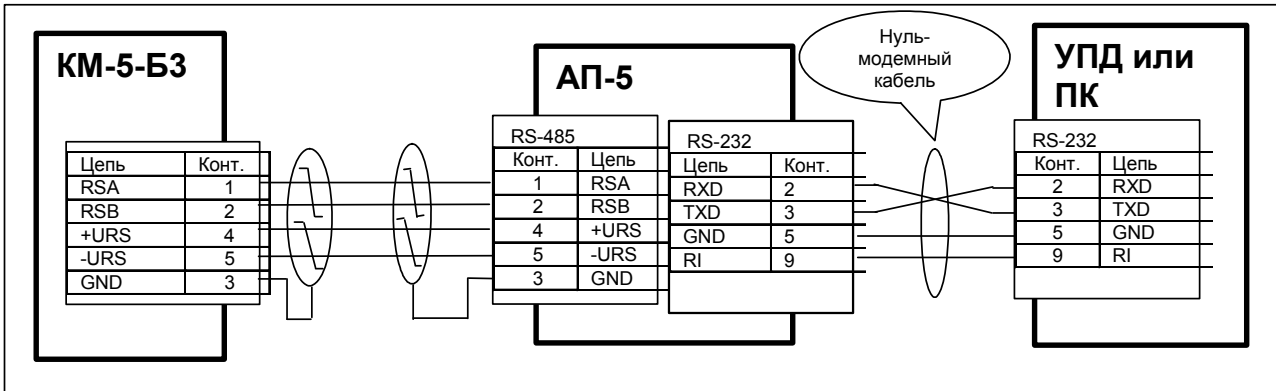 КМ-5-Б3
Цепь Конт.
RSA 1
RSB 2
+URS 4
-URS 5
GND 3
АП-5
RS-485
Конт. Цепь
1 RSA
2 RSB
4 +URS
5 -URS
3 GND
RS-232
Цепь Конт.
RXD 2
TXD 3
GND 5
RI 9
Нуль-
модемный
кабель
УПД или
ПК
RS-232
Конт. Цепь
2 RXD
3 TXD
5 GND
9 RI